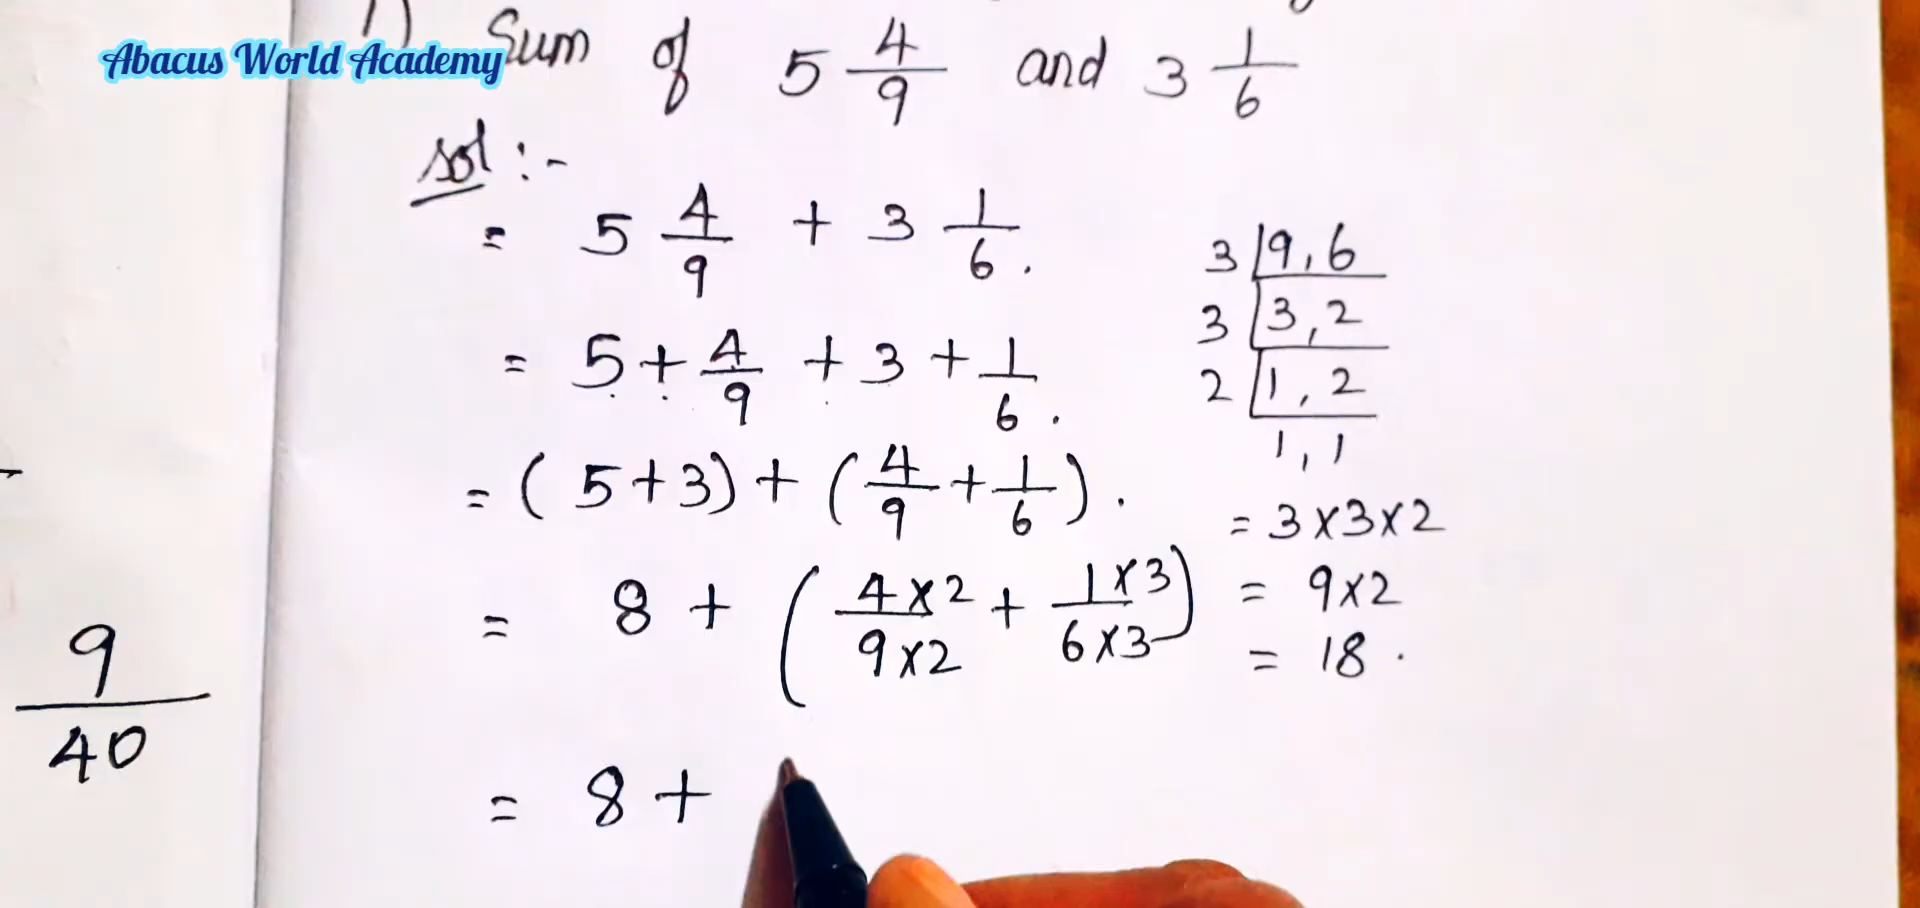 1) Sum of 5 4/9 and 3 1/6
Abacus World Academy
Sol :-
= 5 4/9 + 3 1/6 .
= 5 + 4/9 + 3 + 1/6 .
= ( 5+3) + ( 4/9 + 1/6 ) .
= 8 + ( 4×2/9×2 + 1×3/6×3 )
= 8 +
3 | 9, 6
3 | 3, 2
2 | 1, 2
1, 1
= 3×3×2
= 9×2
= 18 .
9/40